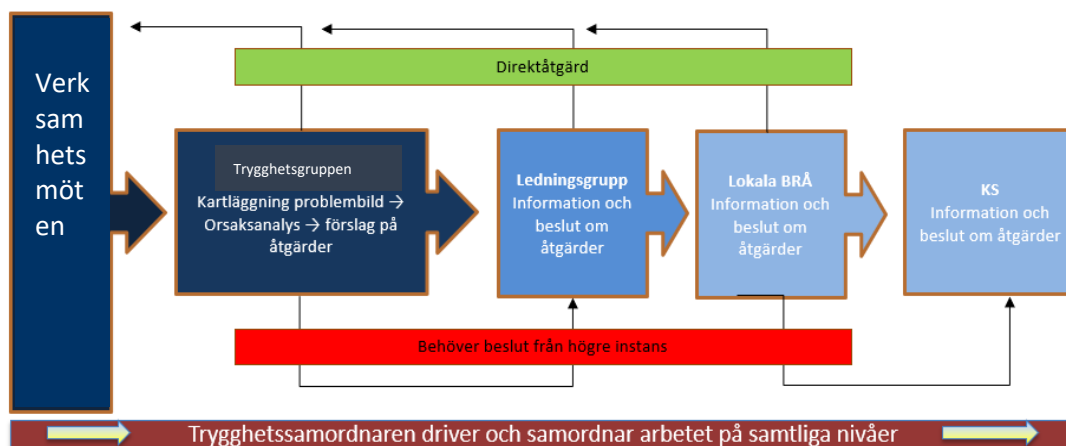 Direktåtgärd
Verk
sam
hets
möt
en
Trygghetsgruppen
Kartläggning problembild →
Orsaksanalys → förslag på
åtgärder
Ledningsgrupp
Information och
beslut om
åtgärder
Lokala BRÅ
Information och
beslut om
åtgärder
KS
Information och
beslut om åtgärder
Behöver beslut från högre instans
Trygghetssamordnaren driver och samordnar arbetet på samtliga nivåer